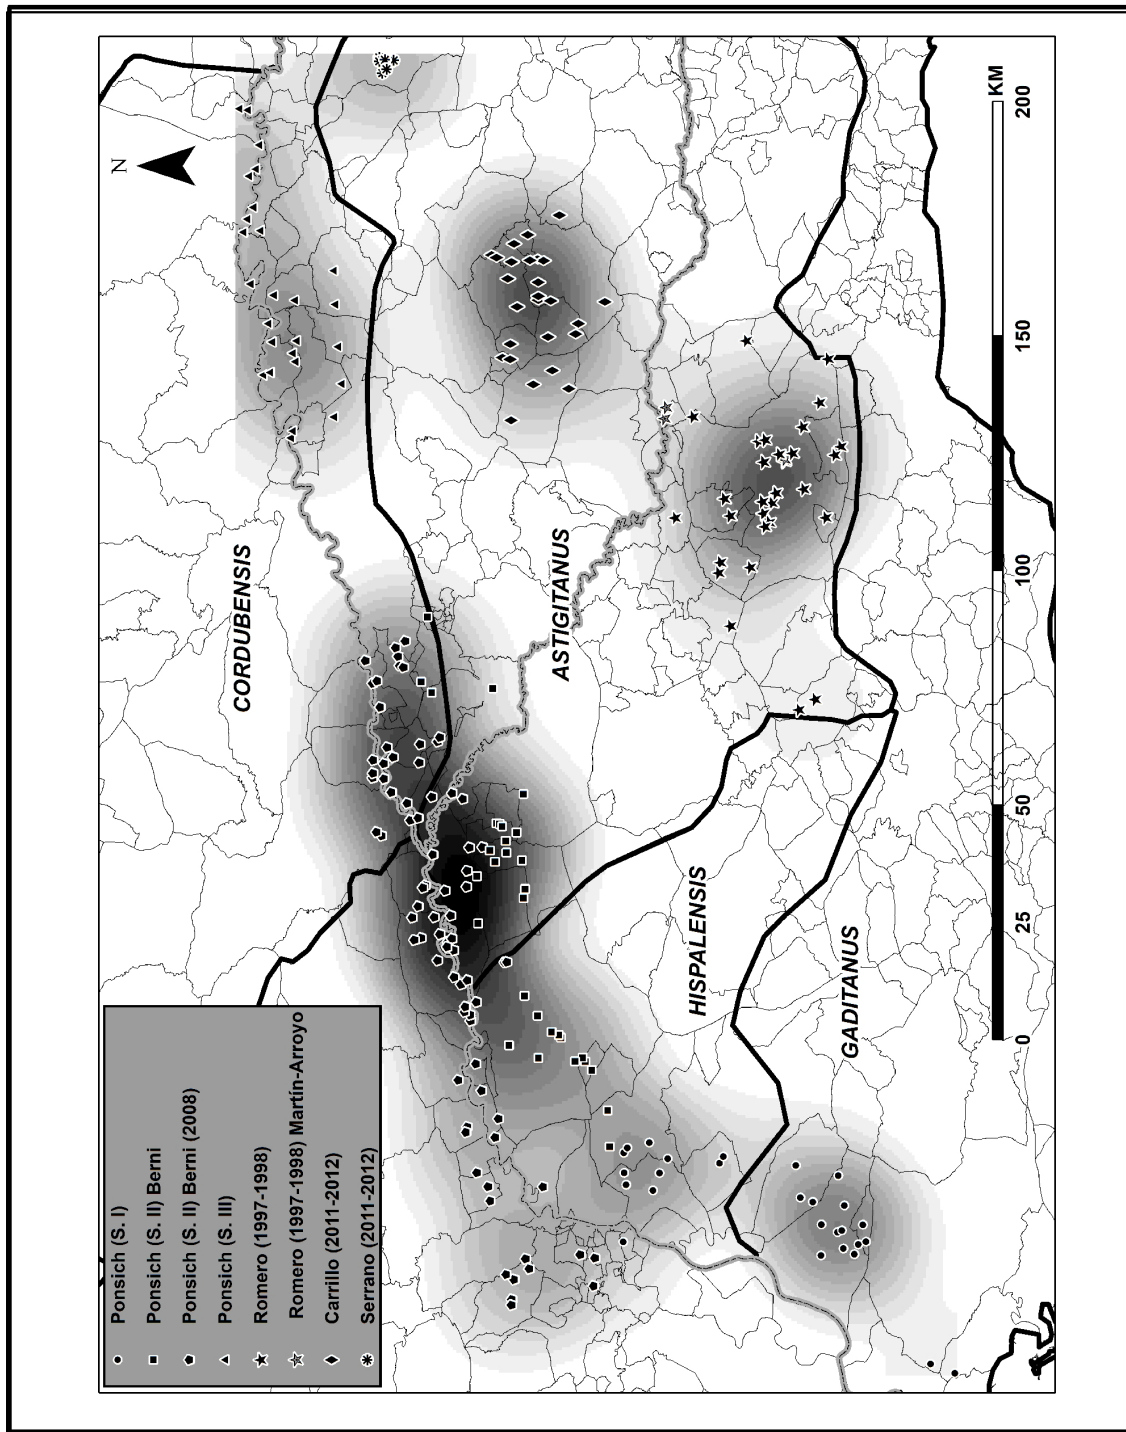 Ponsich (S. I)
Ponsich (S. II) Berni
Ponsich (S. II) Berni (2008)
Ponsich (S. III)
Romero (1997-1998)
Romero (1997-1998) Martín-Arroyo
Carrillo (2011-2012)
Serrano (2011-2012)
N
CORDUBENSIS
ASTIGITANUS
HISPALENSIS
GADITANUS
0 25 50 100 150 200
KM